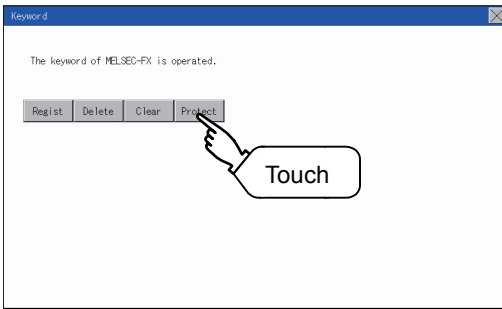 Keyword
The keyword of MELSEC-FX is operated.
Regist Delete Clear Protect
Touch